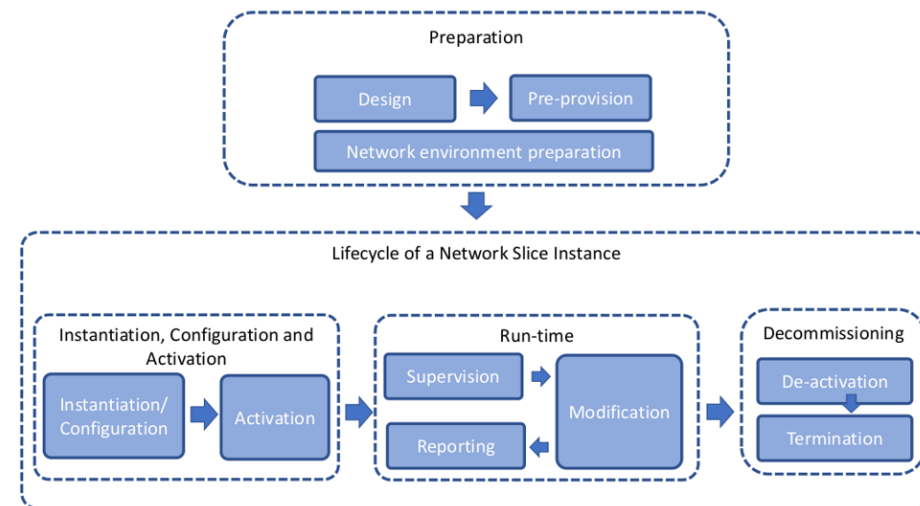 Preparation
Design
Pre-provision
Network environment preparation
Lifecycle of a Network Slice Instance
Instantiation, Configuration and
Activation
Instantiation/
Configuration
Activation
Run-time
Supervision
Reporting
Modification
Decommissioning
De-activation
Termination